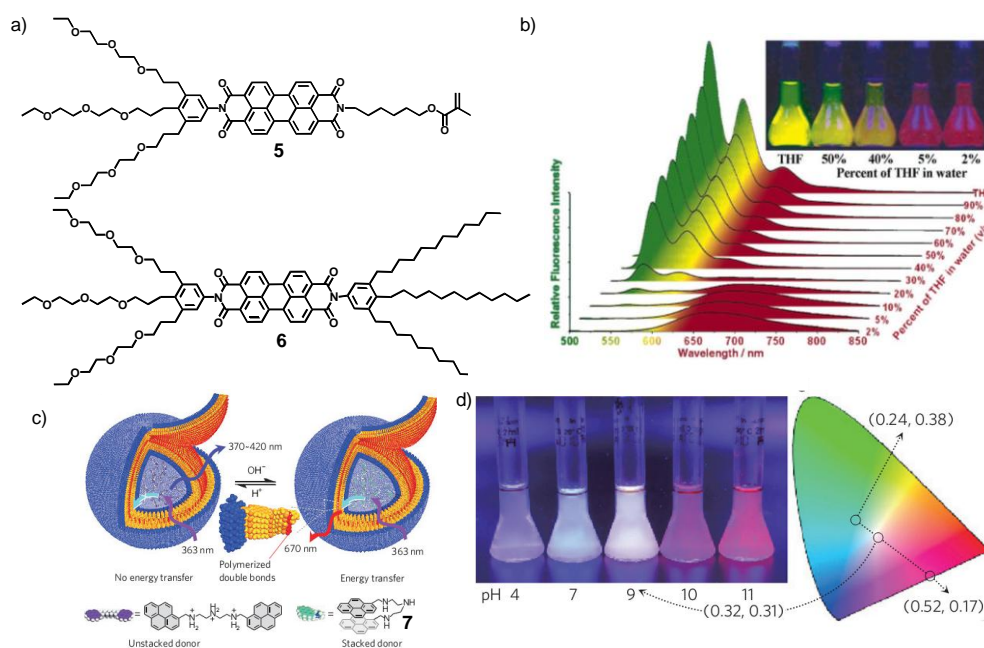 a)
O O O
O O O
O O O
O O
N N
O O
O
O
5
O O O
O O O
O O O
O O
N N
O O
6
b)
Relative Fluorescence Intensity
THF 50% 40% 5% 2%
Percent of THF in water
90%
80%
70%
60%
50%
40%
30%
20%
10%
5%
2%
500 550 600 650 700 750 800 850
Wavelength / nm
c)
370–420 nm
OH⁻
H⁺
363 nm
670 nm
363 nm
No energy transfer
Polymerized
double bonds
Energy transfer
=
N
H₂
+
H₂
N
+
N
H₂
+
Unstacked donor
=
NH
N
H
N
H
7
Stacked donor
d)
pH 4 7 9 10 11
(0.24, 0.38)
(0.32, 0.31)
(0.52, 0.17)